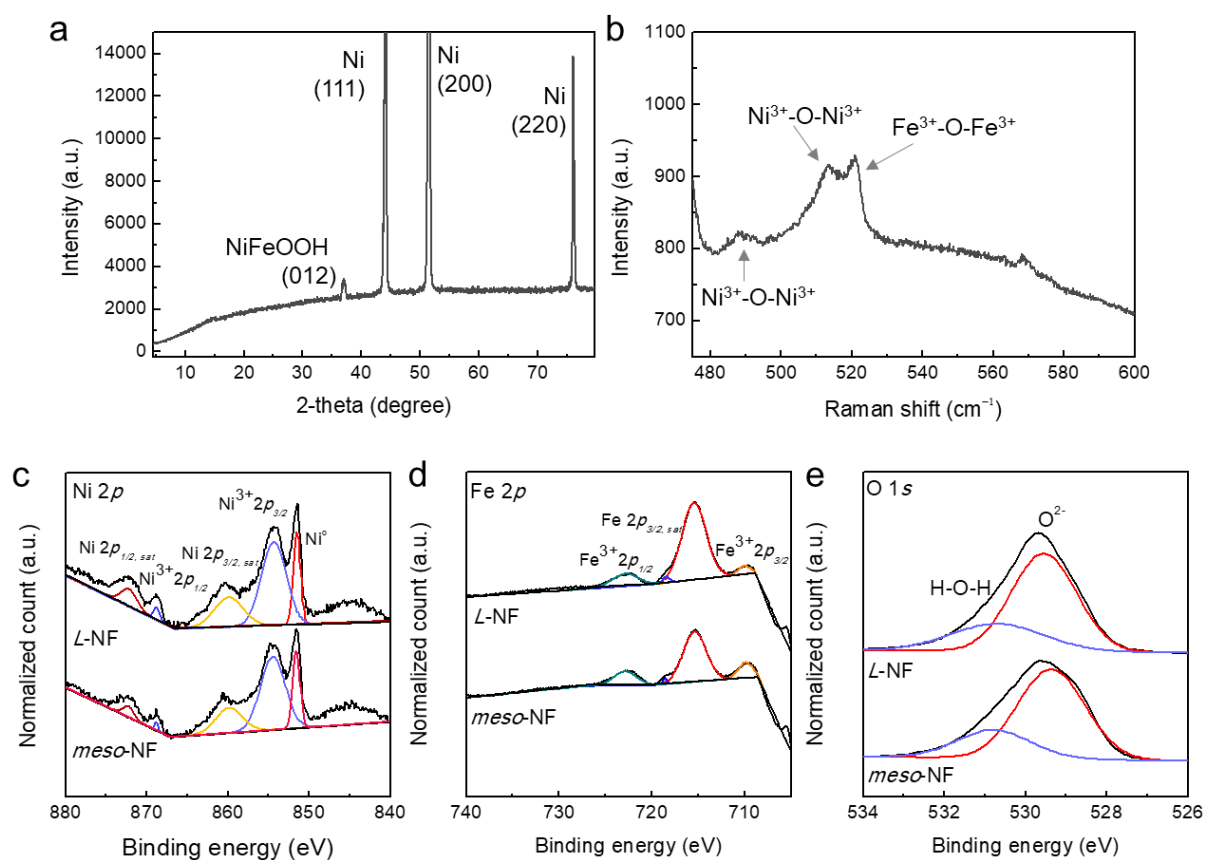 a
14000
12000
10000
8000
6000
4000
2000
0
Intensity (a.u.)
Ni
(111)
Ni
(200)
Ni
(220)
NiFeOOH
(012)
10 20 30 40 50 60 70
2-theta (degree)
b
1100
1000
900
800
700
Intensity (a.u.)
Ni³⁺-O-Ni³⁺
Fe³⁺-O-Fe³⁺
Ni³⁺-O-Ni³⁺
480 500 520 540 560 580 600
Raman shift (cm⁻¹)
c
Ni 2p
Normalized count (a.u.)
Ni 2p1/2, sat
Ni³⁺ 2p1/2
Ni 2p3/2, sat
Ni³⁺ 2p3/2
Ni°
L-NF
meso-NF
880 870 860 850 840
Binding energy (eV)
d
Fe 2p
Normalized count (a.u.)
Fe 2p3/2, sat
Fe³⁺ 2p1/2
Fe³⁺ 2p3/2
L-NF
meso-NF
740 730 720 710
Binding energy (eV)
e
O 1s
Normalized count (a.u.)
O²⁻
H-O-H
L-NF
meso-NF
534 532 530 528 526
Binding energy (eV)